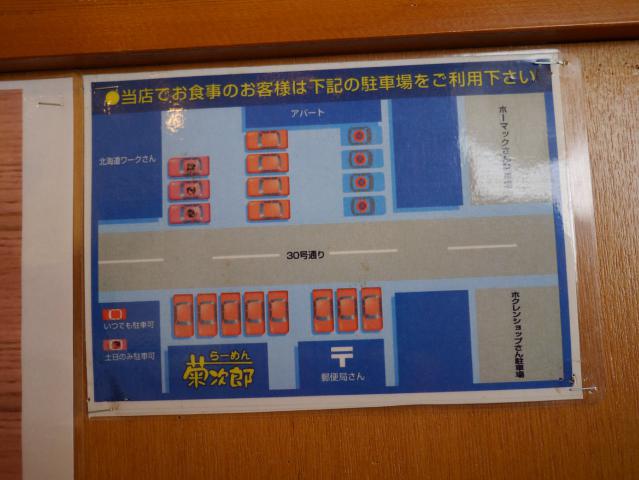 ●当店でお食事のお客様は下記の駐車場をご利用下さい
アパート
北海道ワークさん
ホーマックさん
30号通り
いつでも駐車可
土日のみ駐車可
らーめん
菊次郎
〒
郵便局さん
ホクレンショップさん駐車場